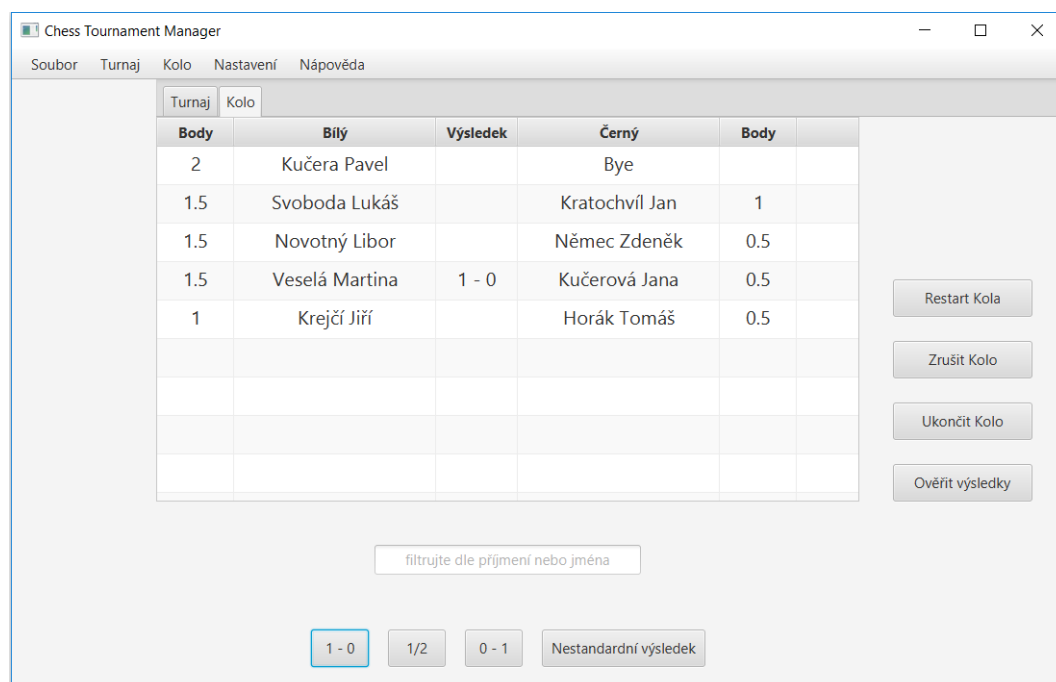 Chess Tournament Manager
Soubor Turnaj Kolo Nastavení Nápověda
Turnaj Kolo
Body Bílý Výsledek Černý Body
2 Kučera Pavel Bye
1.5 Svoboda Lukáš Kratochvíl Jan 1
1.5 Novotný Libor Němec Zdeněk 0.5
1.5 Veselá Martina 1 - 0 Kučerová Jana 0.5
1 Krejčí Jiří Horák Tomáš 0.5
Restart Kola
Zrušit Kolo
Ukončit Kolo
Ověřit výsledky
filtrujte dle příjmení nebo jména
1 - 0 1/2 0 - 1 Nestandardní výsledek